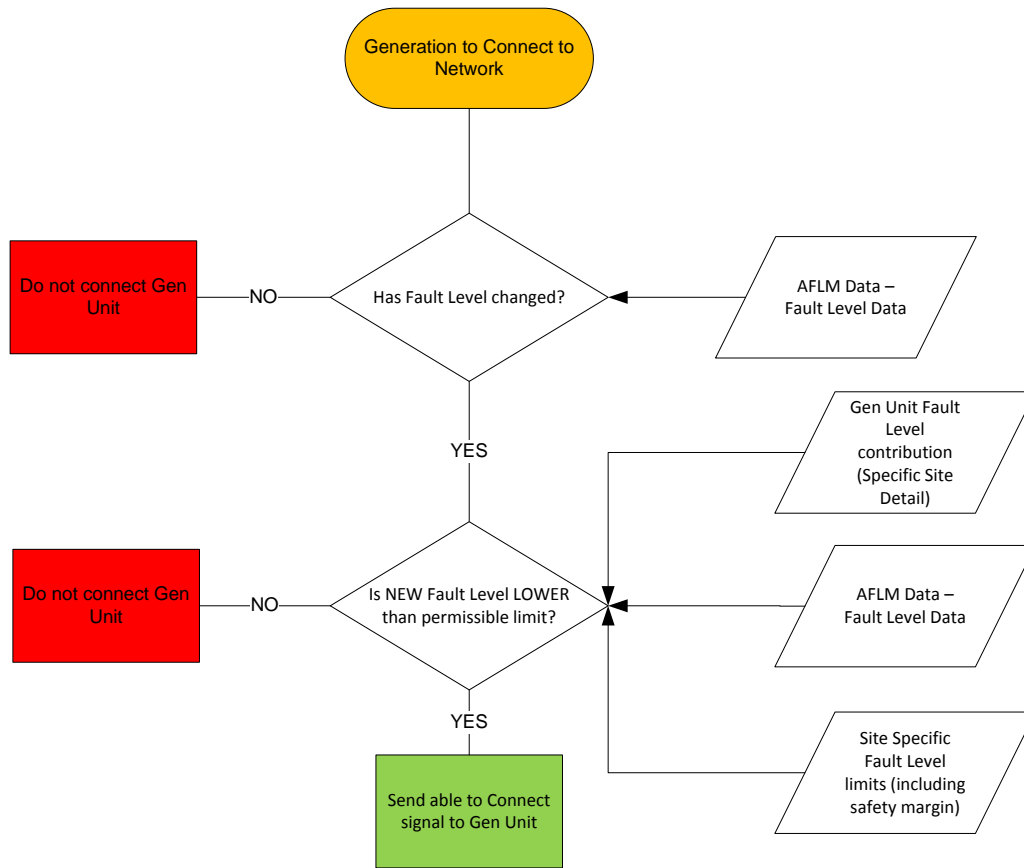 Generation to Connect to
Network
Do not connect Gen
Unit
NO
Has Fault Level changed?
AFLM Data –
Fault Level Data
YES
Gen Unit Fault
Level
contribution
(Specific Site
Detail)
Do not connect Gen
Unit
NO
Is NEW Fault Level LOWER
than permissible limit?
AFLM Data –
Fault Level Data
YES
Send able to Connect
signal to Gen Unit
Site Specific
Fault Level
limits (including
safety margin)